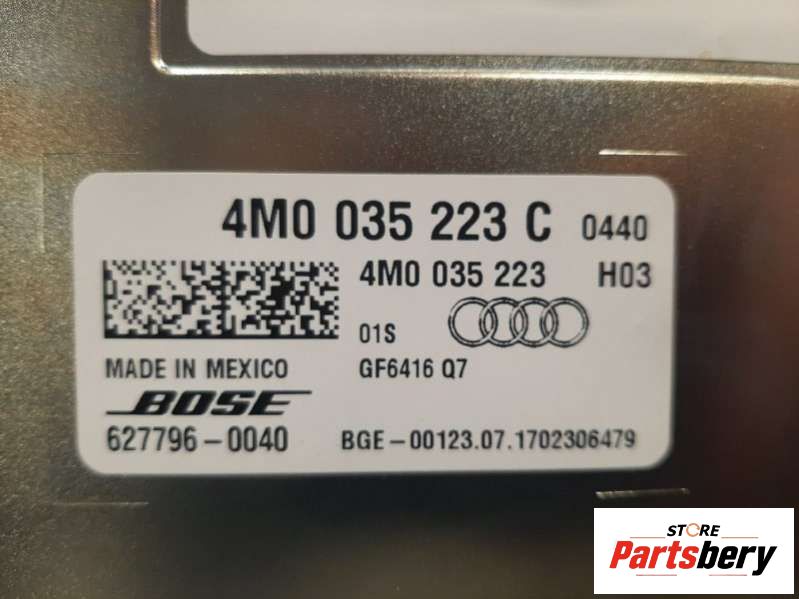 4M0 035 223 C 0440
4M0 035 223 H03
01S
MADE IN MEXICO GF6416 Q7
BOSE
627796-0040 BGE-00123.07.1702306479
STORE
Partsbery